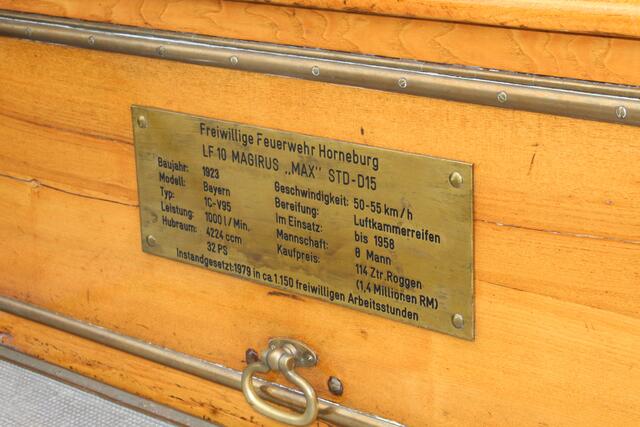 Freiwillige Feuerwehr Horneburg
LF 10 MAGIRUS „MAX" STD-D15
Baujahr: 1923
Modell: Bayern
Typ: 1C-V95
Leistung: 1000 l/Min.
Hubraum: 4224 ccm
32 PS
Geschwindigkeit: 50-55 km/h
Bereifung: Luftkammerreifen
Im Einsatz: bis 1958
Mannschaft: 8 Mann
Kaufpreis: 114 Ztr. Roggen
(1,4 Millionen RM)
Instandgesetzt: 1979 in ca. 1.150 freiwilligen Arbeitsstunden